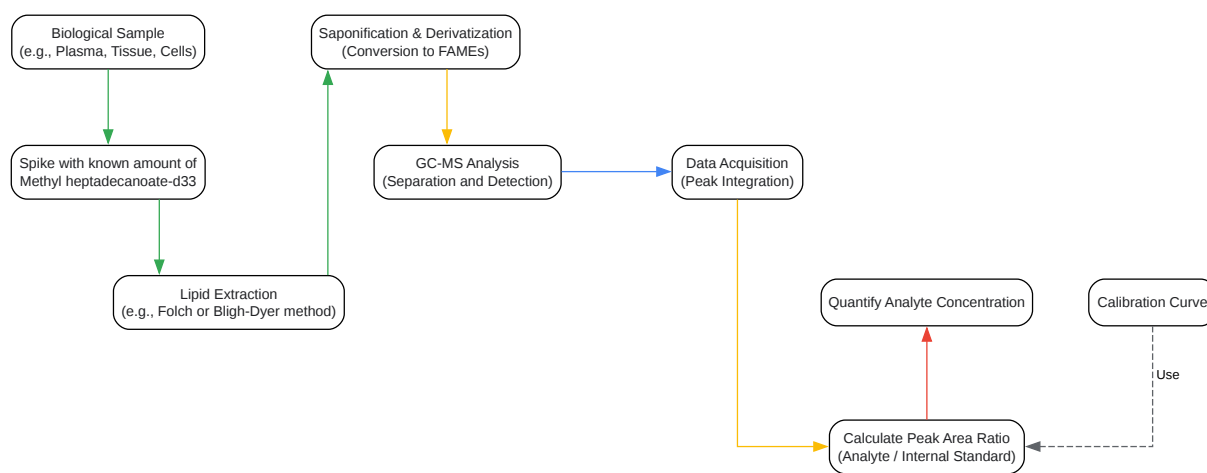 Biological Sample
(e.g., Plasma, Tissue, Cells)
Spike with known amount of
Methyl heptadecanoate-d33
Lipid Extraction
(e.g., Folch or Bligh-Dyer method)
Saponification & Derivatization
(Conversion to FAMEs)
GC-MS Analysis
(Separation and Detection)
Data Acquisition
(Peak Integration)
Calculate Peak Area Ratio
(Analyte / Internal Standard)
Quantify Analyte Concentration
Calibration Curve
Use